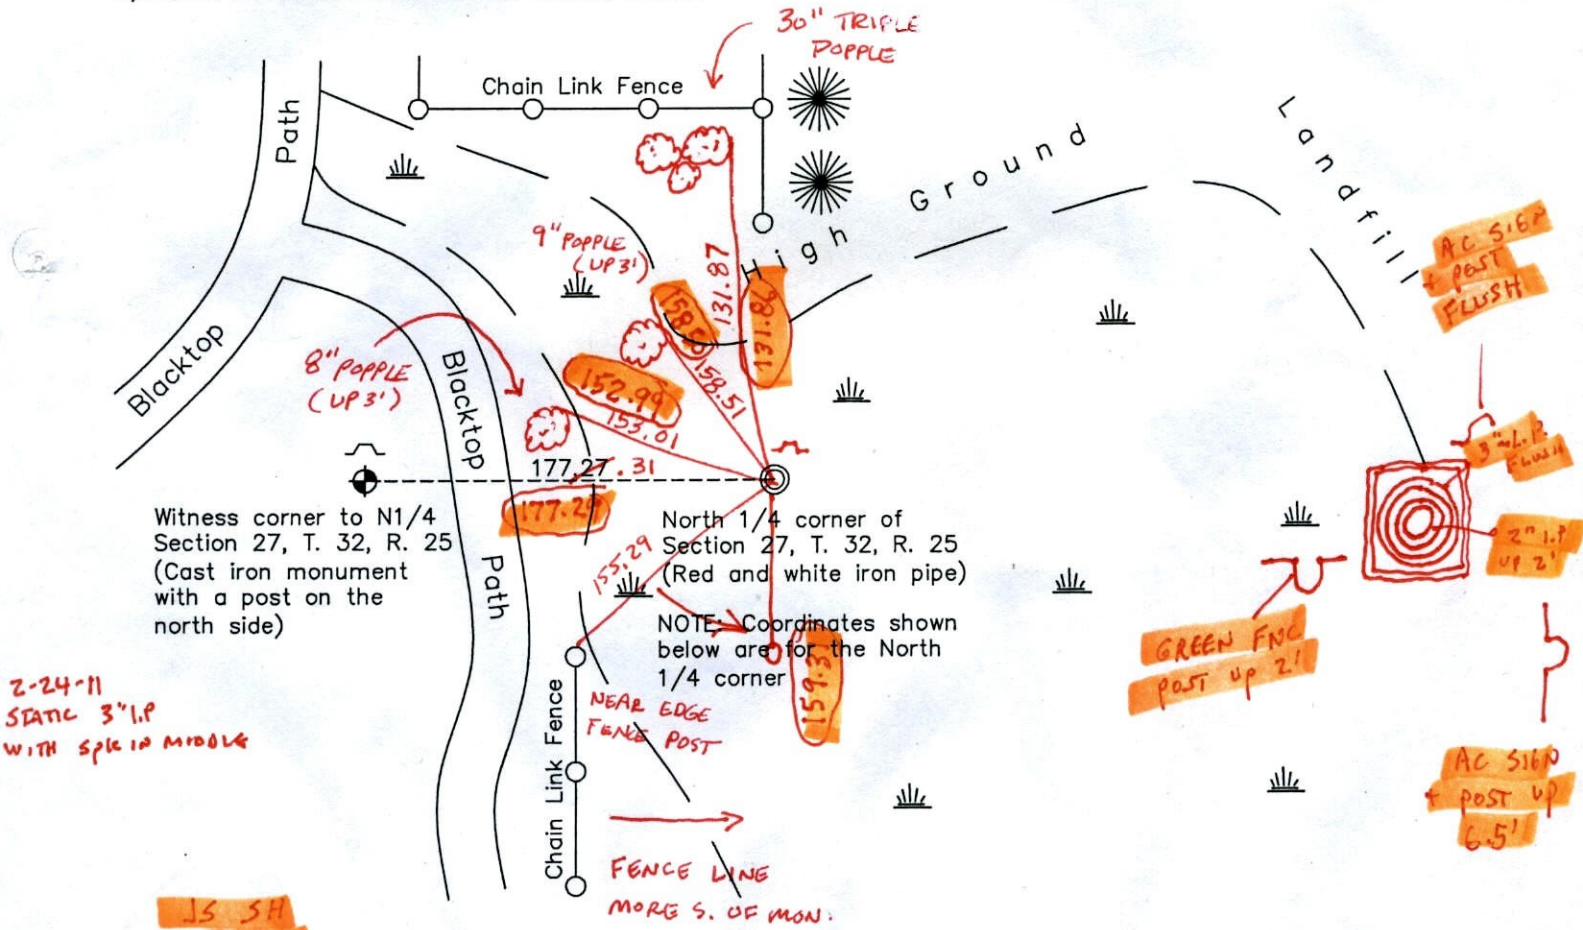 30" TRIPLE
POPPLE
Chain Link Fence
Path
Landfill
High Ground
9" POPPLE
(UP 3')
AC SIGN
+ POST
FLUSH
131.87
158.50
158.51
8" POPPLE
(UP 3')
Blacktop
Blacktop
152.99
153.01
177.27 .31
3" I.P.
FLUSH
2" I.P
UP 2'
Witness corner to N1/4
Section 27, T. 32, R. 25
(Cast iron monument
with a post on the
north side)
North 1/4 corner of
Section 27, T. 32, R. 25
(Red and white iron pipe)
155.29
Path
NOTE: Coordinates shown
below are for the North
1/4 corner
GREEN FNC
POST UP 2'
2-24-11
STATIC 3" I.P
WITH SPK IN MIDDLE
NEAR EDGE
FENCE POST
Chain Link Fence
AC SIGN
+ POST UP
6.5'
FENCE LINE
MORE S. OF MON.
JS SH